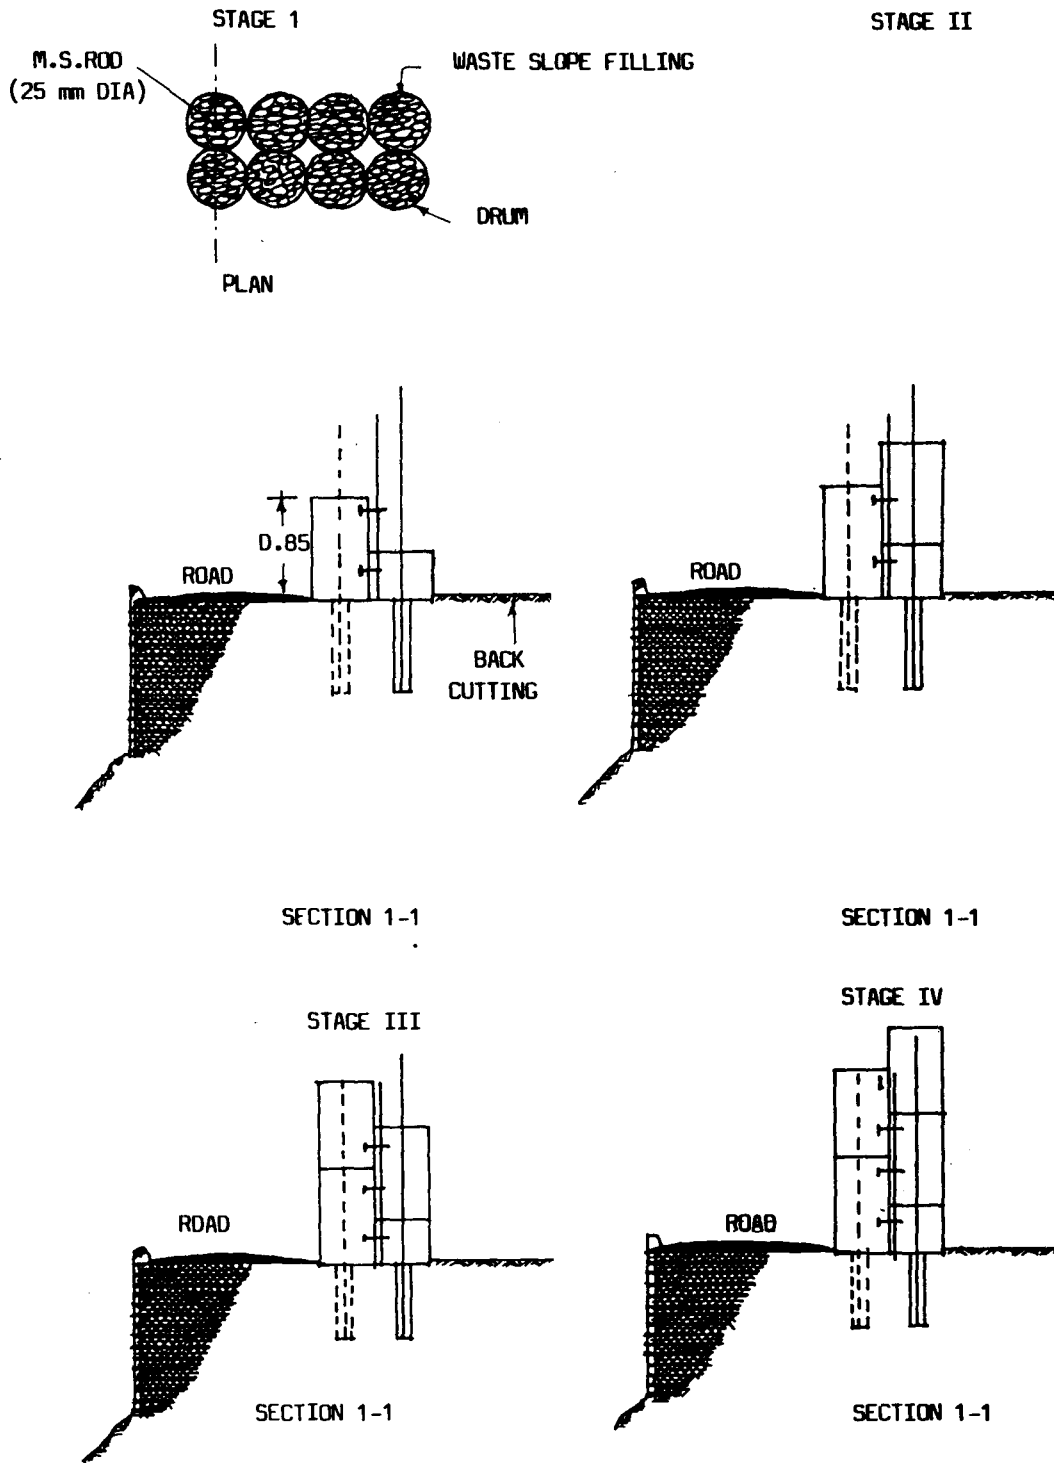 STAGE 1
STAGE II
M.S.ROD
(25 mm DIA)
WASTE SLOPE FILLING
DRUM
PLAN
D.85
ROAD
BACK
CUTTING
ROAD
SECTION 1-1
SECTION 1-1
STAGE III
STAGE IV
ROAD
ROAD
SECTION 1-1
SECTION 1-1